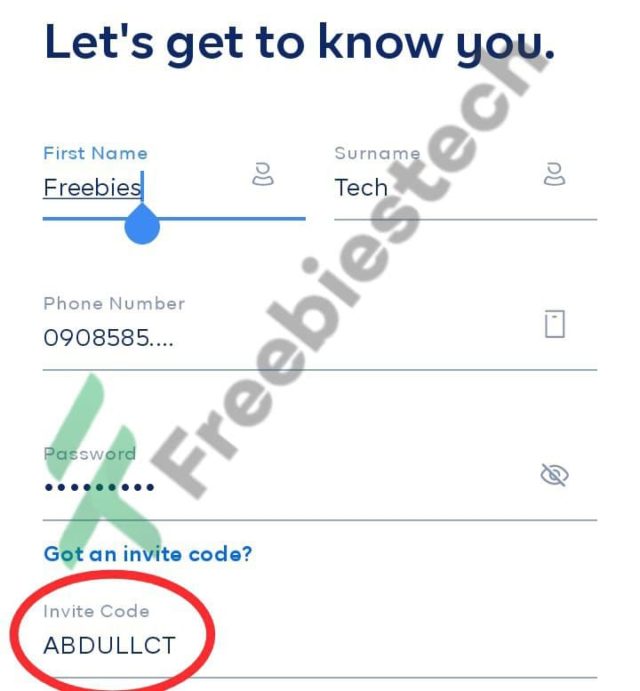 Let's get to know you.
First Name
Surname
Freebies
Tech
Phone Number
0908585....
Password
•••••••••
Got an invite code?
Invite Code
ABDULLCT
Freebiestech